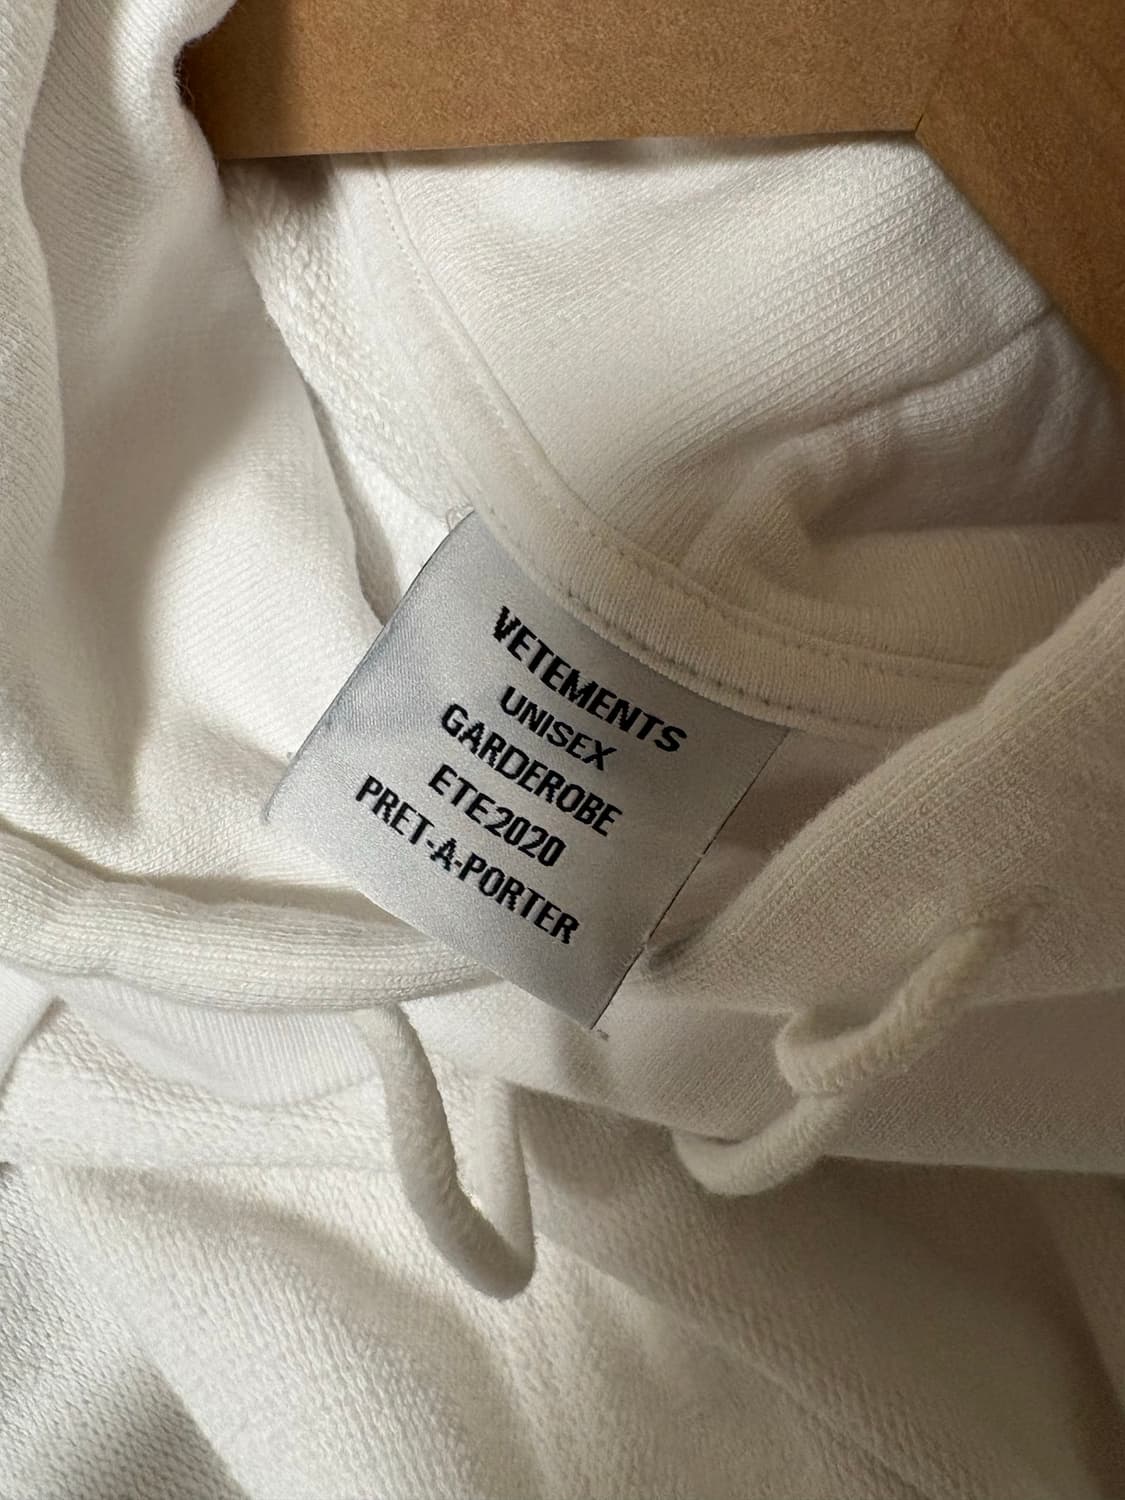 VETEMENTS
UNISEX
GARDEROBE
ETE2020
PRET-A-PORTER